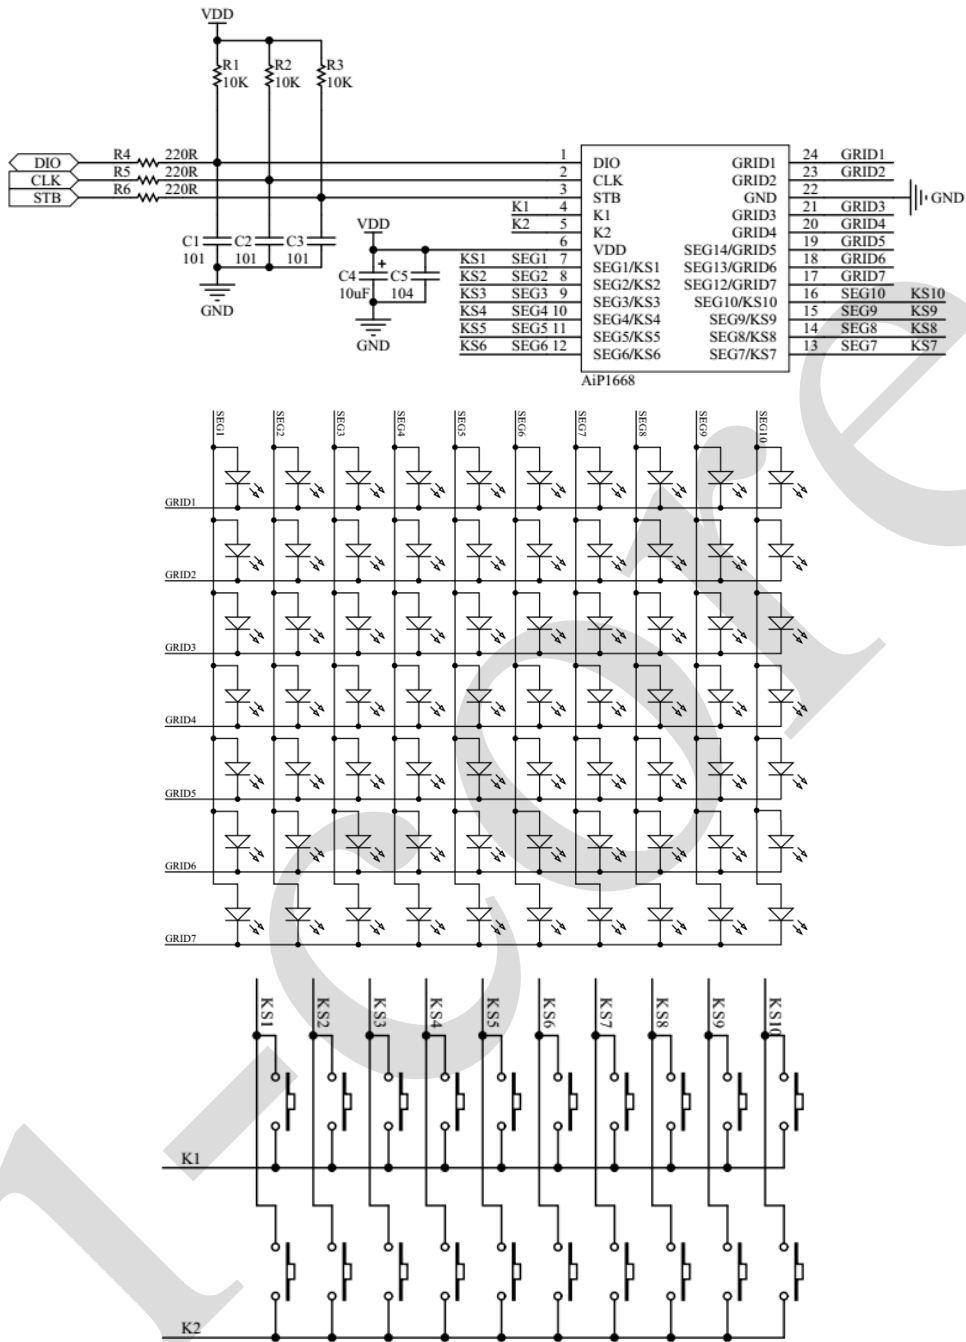 VDD
R1 R2 R3
10K 10K 10K
DIO R4 220R 1 DIO GRID1 24 GRID1
CLK R5 220R 2 CLK GRID2 23 GRID2
STB R6 220R 3 STB GND 22 GND
K1 4 K1 GRID3 21 GRID3
K2 5 K2 GRID4 20 GRID4
VDD 6 VDD SEG14/GRID5 19 GRID5
KS1 SEG1 7 SEG1/KS1 SEG13/GRID6 18 GRID6
KS2 SEG2 8 SEG2/KS2 SEG12/GRID7 17 GRID7
KS3 SEG3 9 SEG3/KS3 SEG10/KS10 16 SEG10 KS10
KS4 SEG4 10 SEG4/KS4 SEG9/KS9 15 SEG9 KS9
KS5 SEG5 11 SEG5/KS5 SEG8/KS8 14 SEG8 KS8
KS6 SEG6 12 SEG6/KS6 SEG7/KS7 13 SEG7 KS7
C1 C2 C3
101 101 101
GND
C4 + C5
10uF 104
GND
AiP1668
SEG1 SEG2 SEG3 SEG4 SEG5 SEG6 SEG7 SEG8 SEG9 SEG10
GRID1
GRID2
GRID3
GRID4
GRID5
GRID6
GRID7
KS1 KS2 KS3 KS4 KS5 KS6 KS7 KS8 KS9 KS10
K1
K2
n-core